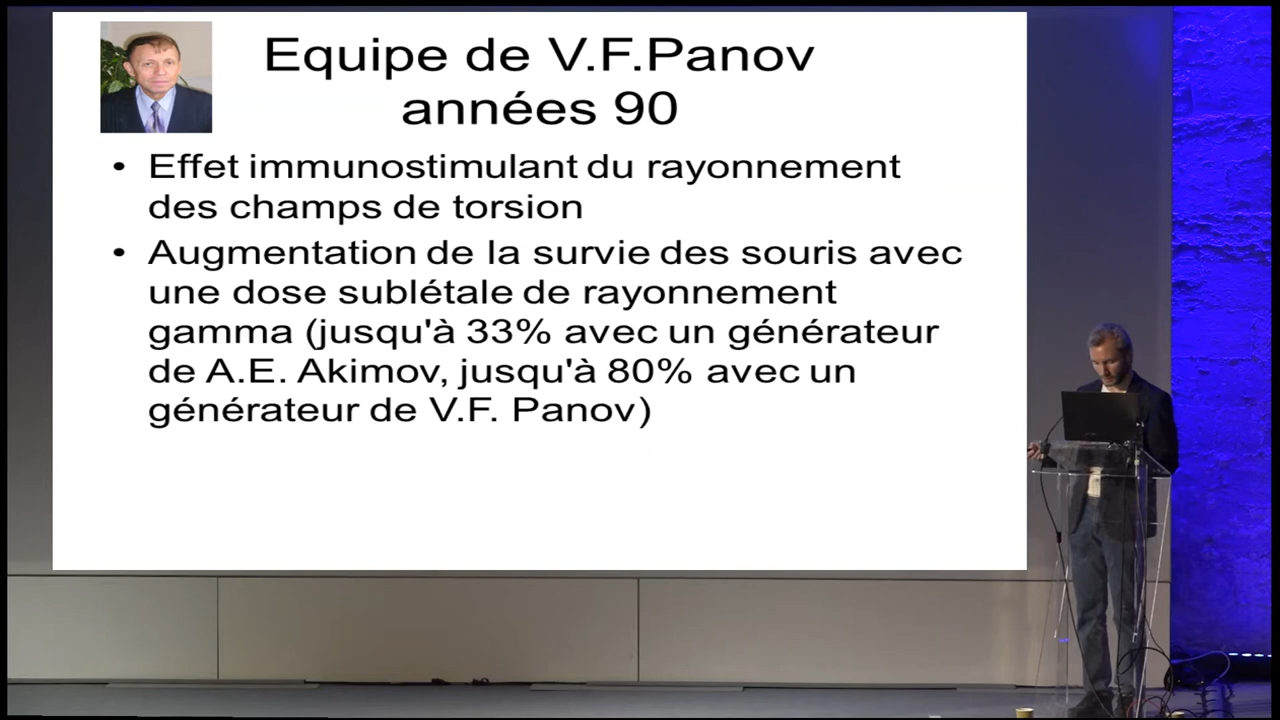 Equipe de V.F.Panov
années 90
• Effet immunostimulant du rayonnement
des champs de torsion
• Augmentation de la survie des souris avec
une dose sublétale de rayonnement
gamma (jusqu'à 33% avec un générateur
de A.E. Akimov, jusqu'à 80% avec un
générateur de V.F. Panov)